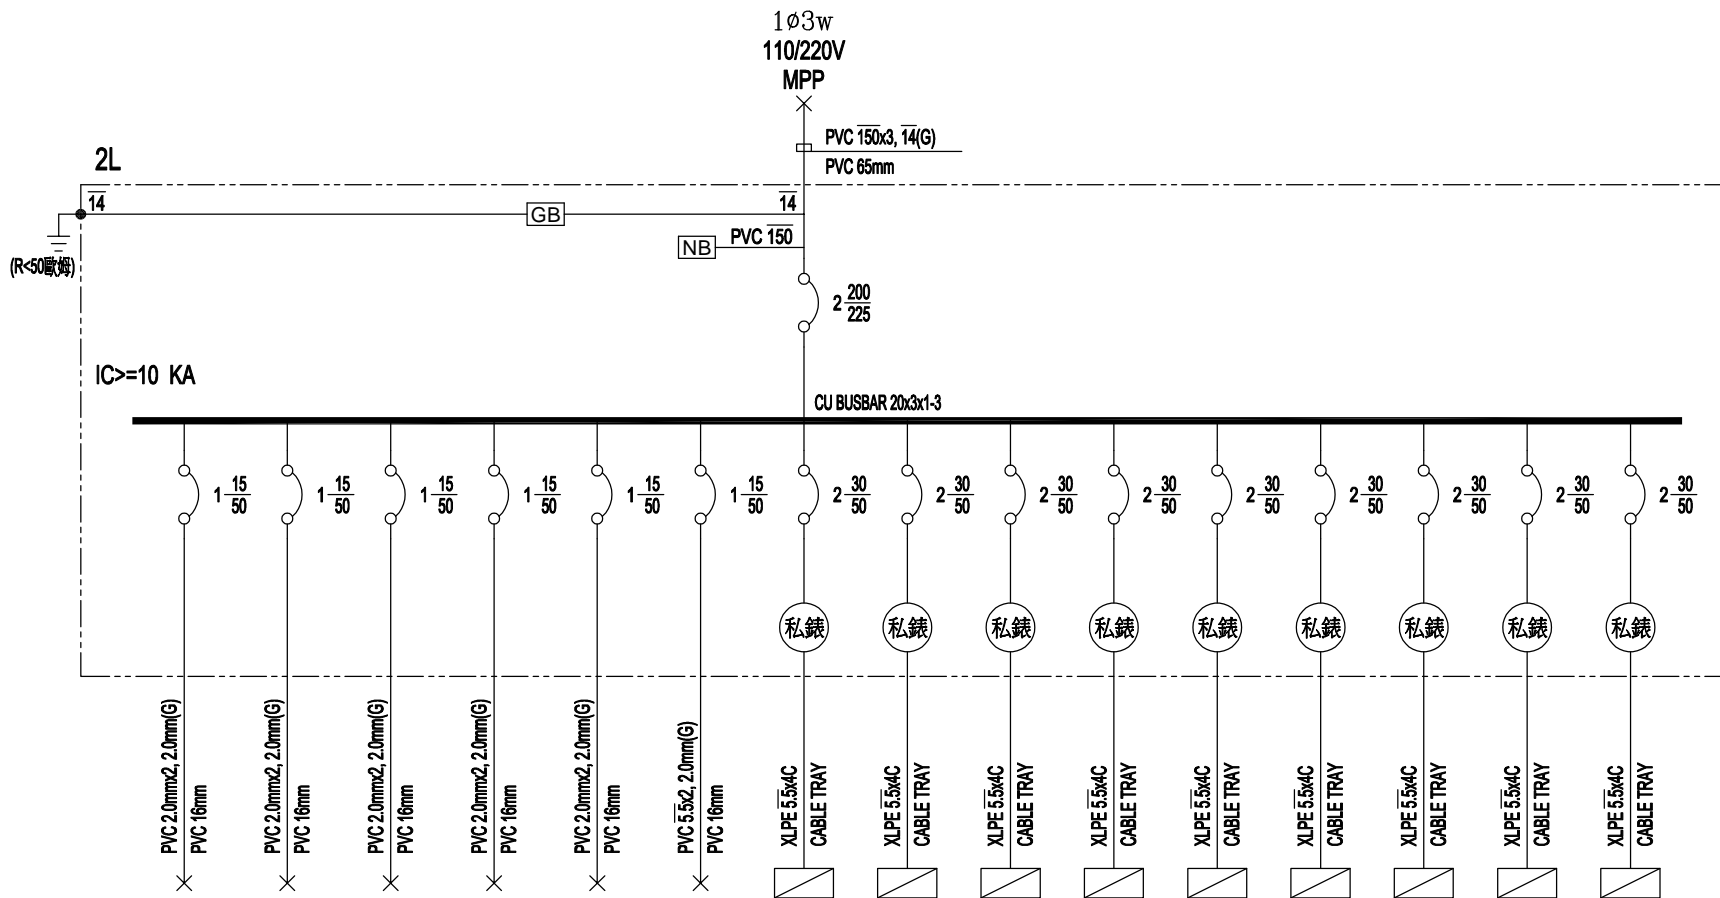 1ø3w
110/220V
MPP
PVC 150x3, 14(G)
PVC 65mm
2L
14
GB
14
NB
PVC 150
(R<50歐姆)
2 200/225
IC>=10 KA
CU BUSBAR 20x3x1-3
1 15/50
1 15/50
1 15/50
1 15/50
1 15/50
1 15/50
2 30/50
2 30/50
2 30/50
2 30/50
2 30/50
2 30/50
2 30/50
2 30/50
2 30/50
私錶
私錶
私錶
私錶
私錶
私錶
私錶
私錶
私錶
PVC 2.0mmx2, 2.0mm(G)
PVC 16mm
PVC 2.0mmx2, 2.0mm(G)
PVC 16mm
PVC 2.0mmx2, 2.0mm(G)
PVC 16mm
PVC 2.0mmx2, 2.0mm(G)
PVC 16mm
PVC 2.0mmx2, 2.0mm(G)
PVC 16mm
PVC 5.5x2, 2.0mm(G)
PVC 16mm
XLPE 5.5x4C
CABLE TRAY
XLPE 5.5x4C
CABLE TRAY
XLPE 5.5x4C
CABLE TRAY
XLPE 5.5x4C
CABLE TRAY
XLPE 5.5x4C
CABLE TRAY
XLPE 5.5x4C
CABLE TRAY
XLPE 5.5x4C
CABLE TRAY
XLPE 5.5x4C
CABLE TRAY
XLPE 5.5x4C
CABLE TRAY